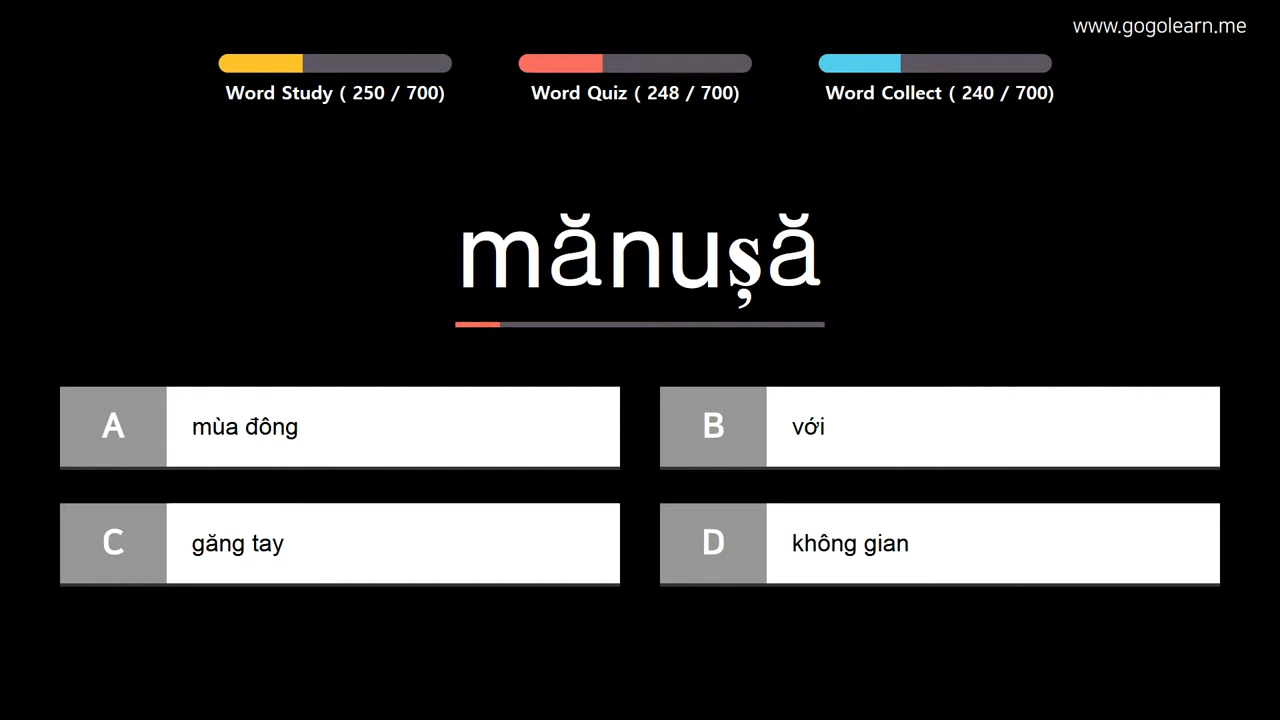 www.gogolearn.me
Word Study ( 250 / 700)
Word Quiz ( 248 / 700)
Word Collect ( 240 / 700)
mănușă
A mùa đông
B với
C găng tay
D không gian